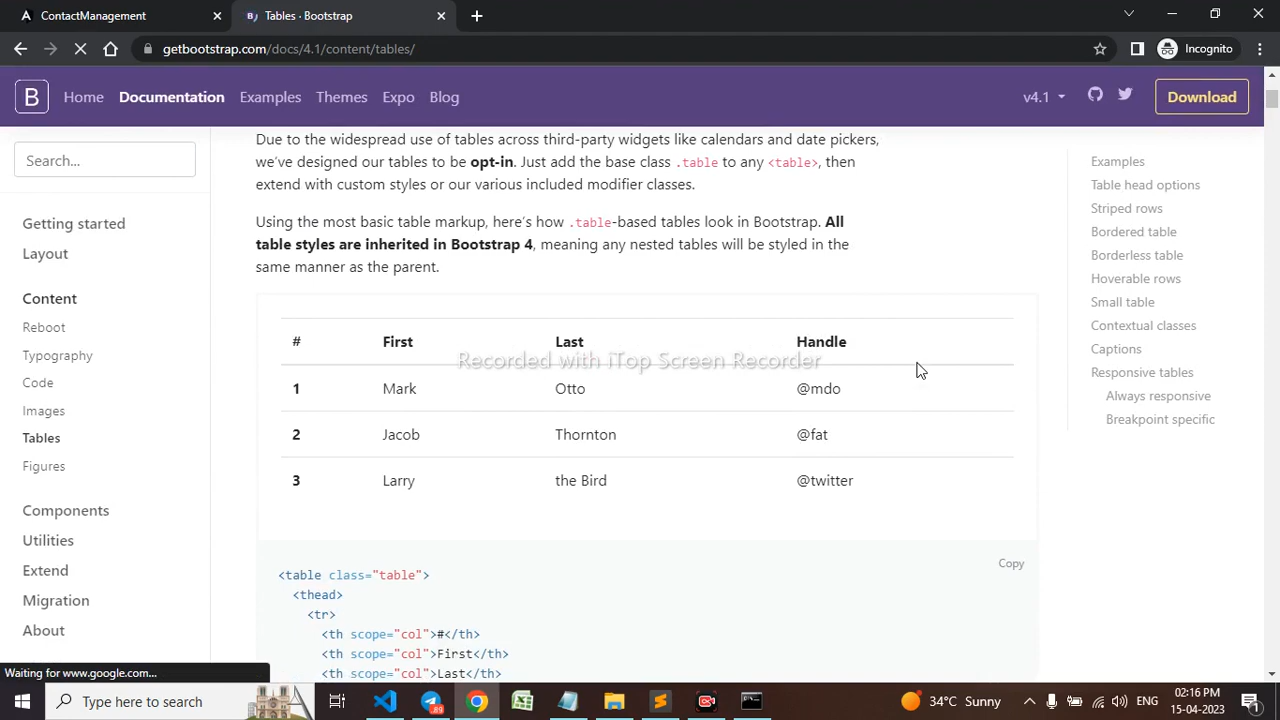 ContactManagement
Tables · Bootstrap
getbootstrap.com/docs/4.1/content/tables/
Incognito
B
Home
Documentation
Examples
Themes
Expo
Blog
v4.1
Download
Search...
Getting started
Layout
Content
Reboot
Typography
Code
Images
Tables
Figures
Components
Utilities
Extend
Migration
About
Due to the widespread use of tables across third-party widgets like calendars and date pickers,
we’ve designed our tables to be opt-in. Just add the base class .table to any <table>, then
extend with custom styles or our various included modifier classes.
Using the most basic table markup, here’s how .table-based tables look in Bootstrap. All
table styles are inherited in Bootstrap 4, meaning any nested tables will be styled in the
same manner as the parent.
# First Last Handle
Recorded with iTop Screen Recorder
1 Mark Otto @mdo
2 Jacob Thornton @fat
3 Larry the Bird @twitter
Copy
<table class="table">
<thead>
<tr>
<th scope="col">#</th>
<th scope="col">First</th>
<th scope="col">Last</th>
Examples
Table head options
Striped rows
Bordered table
Borderless table
Hoverable rows
Small table
Contextual classes
Captions
Responsive tables
Always responsive
Breakpoint specific
Waiting for www.google.com...
Type here to search
89
34°C Sunny
ENG
02:16 PM
15-04-2023
1